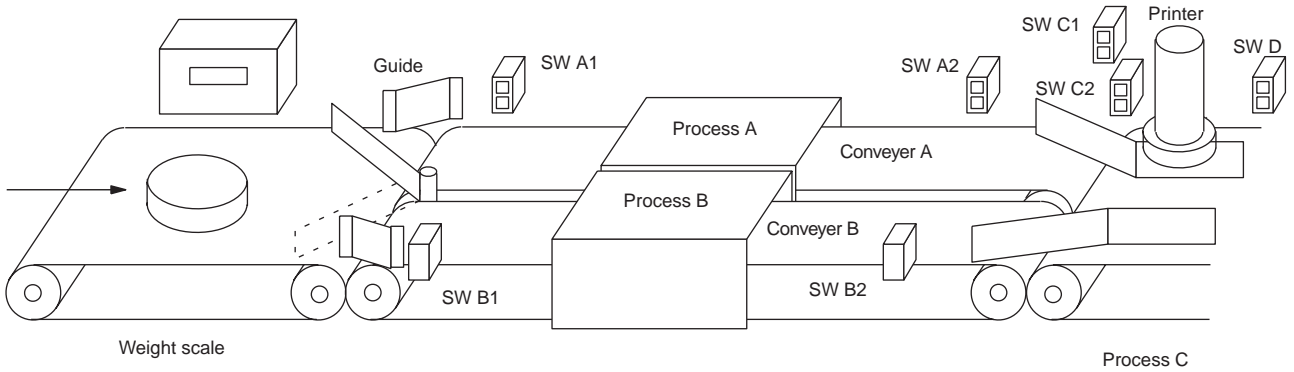 SW C1
Printer
Guide
SW A1
SW A2
SW D
SW C2
Process A
Conveyer A
Process B
Conveyer B
SW B1
SW B2
Weight scale
Process C